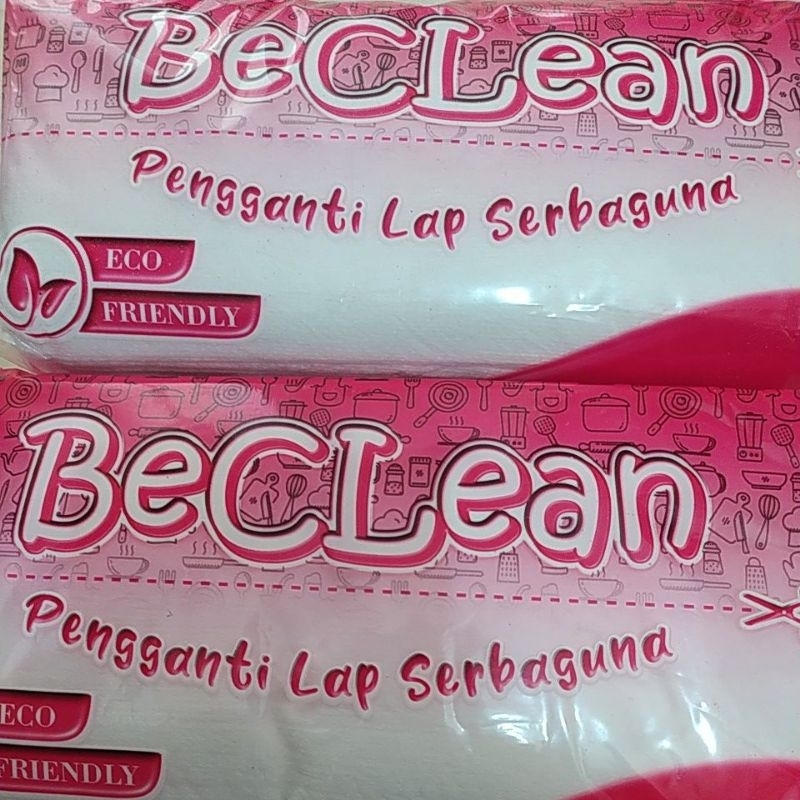 BeCLean
Pengganti Lap Serbaguna
ECO
FRIENDLY
BeCLean
Pengganti Lap Serbaguna
ECO
FRIENDLY